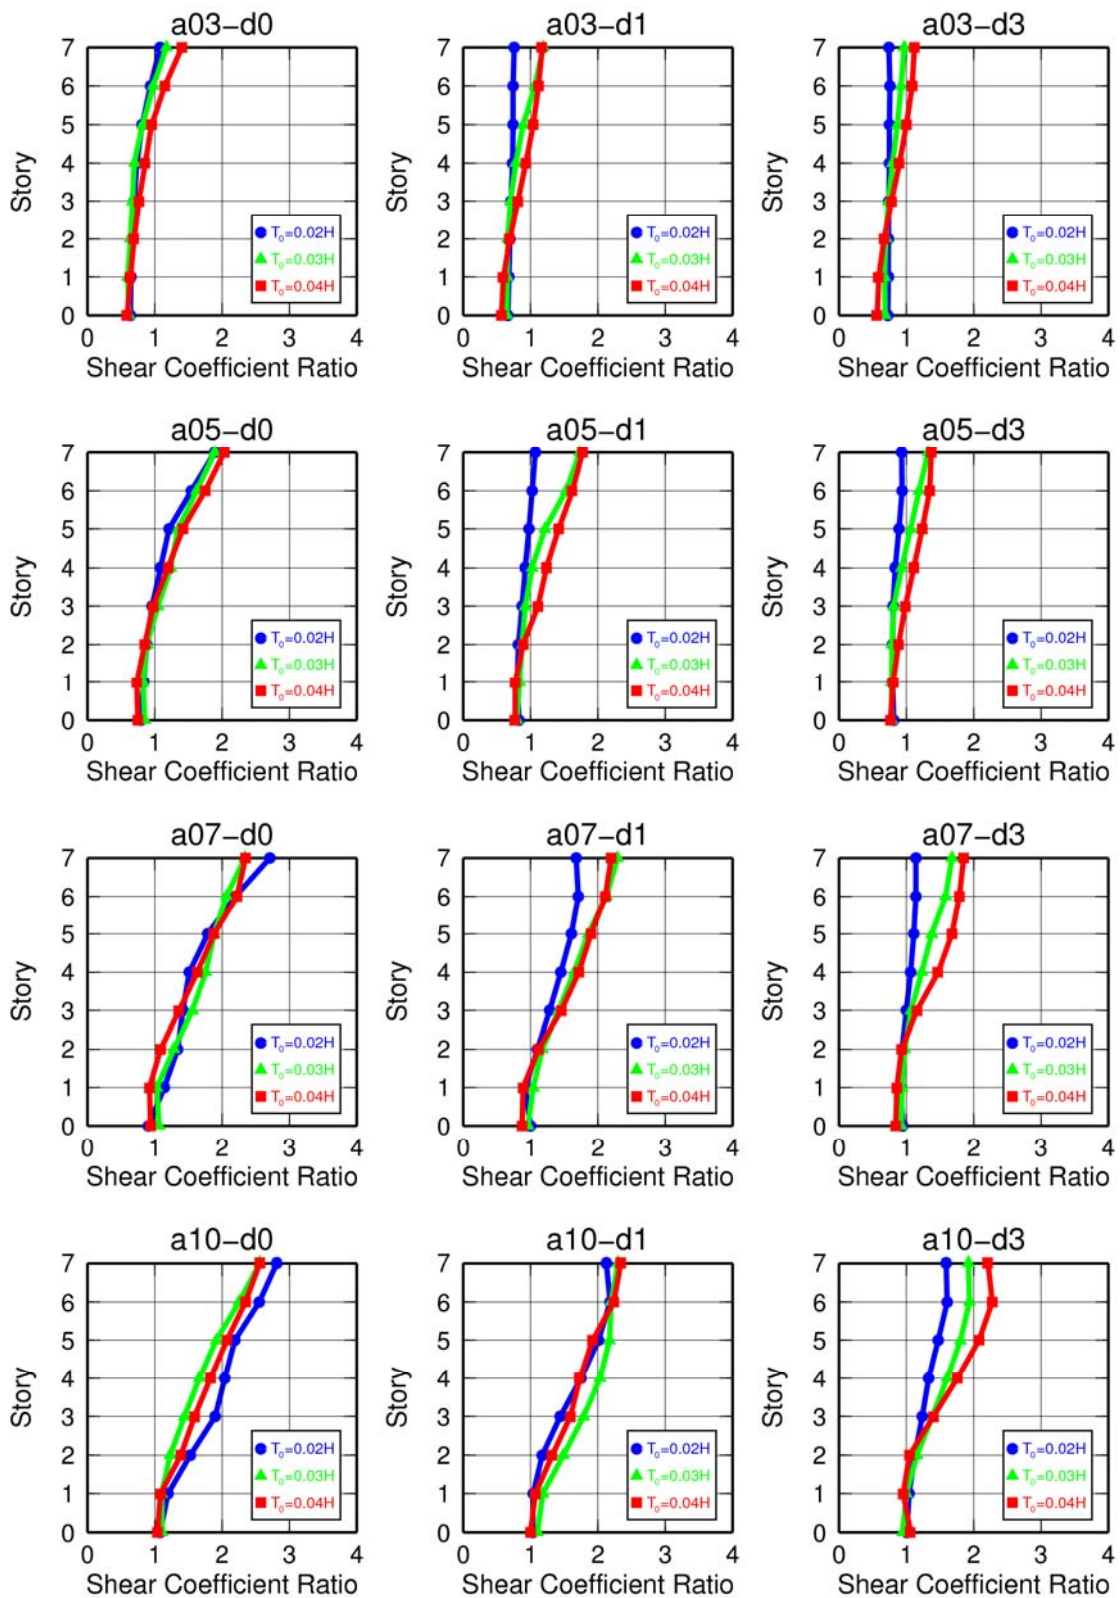 a03-d0 a03-d1 a03-d3
7 7 7
6 6 6
5 5 5
4 4 4
3 3 3
2 2 2
1 1 1
0 0 0
Story Story Story
T0=0.02H T0=0.02H T0=0.02H
T0=0.03H T0=0.03H T0=0.03H
T0=0.04H T0=0.04H T0=0.04H
0 1 2 3 4 0 1 2 3 4 0 1 2 3 4
Shear Coefficient Ratio Shear Coefficient Ratio Shear Coefficient Ratio
a05-d0 a05-d1 a05-d3
7 7 7
6 6 6
5 5 5
4 4 4
3 3 3
2 2 2
1 1 1
0 0 0
Story Story Story
T0=0.02H T0=0.02H T0=0.02H
T0=0.03H T0=0.03H T0=0.03H
T0=0.04H T0=0.04H T0=0.04H
0 1 2 3 4 0 1 2 3 4 0 1 2 3 4
Shear Coefficient Ratio Shear Coefficient Ratio Shear Coefficient Ratio
a07-d0 a07-d1 a07-d3
7 7 7
6 6 6
5 5 5
4 4 4
3 3 3
2 2 2
1 1 1
0 0 0
Story Story Story
T0=0.02H T0=0.02H T0=0.02H
T0=0.03H T0=0.03H T0=0.03H
T0=0.04H T0=0.04H T0=0.04H
0 1 2 3 4 0 1 2 3 4 0 1 2 3 4
Shear Coefficient Ratio Shear Coefficient Ratio Shear Coefficient Ratio
a10-d0 a10-d1 a10-d3
7 7 7
6 6 6
5 5 5
4 4 4
3 3 3
2 2 2
1 1 1
0 0 0
Story Story Story
T0=0.02H T0=0.02H T0=0.02H
T0=0.03H T0=0.03H T0=0.03H
T0=0.04H T0=0.04H T0=0.04H
0 1 2 3 4 0 1 2 3 4 0 1 2 3 4
Shear Coefficient Ratio Shear Coefficient Ratio Shear Coefficient Ratio